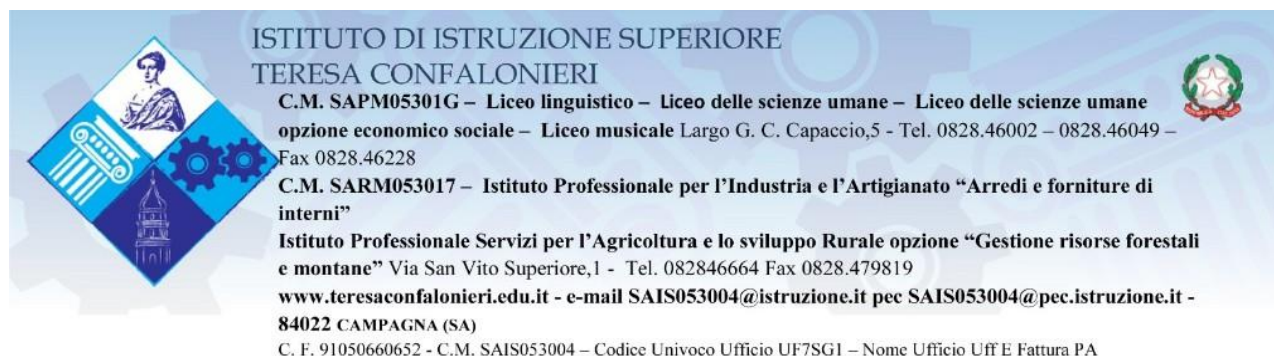 ISTITUTO DI ISTRUZIONE SUPERIORE
TERESA CONFALONIERI
C.M. SAPM05301G – Liceo linguistico – Liceo delle scienze umane – Liceo delle scienze umane
opzione economico sociale – Liceo musicale Largo G. C. Capaccio,5 - Tel. 0828.46002 – 0828.46049 –
Fax 0828.46228
C.M. SARM053017 – Istituto Professionale per l'Industria e l'Artigianato “Arredi e forniture di
interni”
Istituto Professionale Servizi per l'Agricoltura e lo sviluppo Rurale opzione “Gestione risorse forestali
e montane” Via San Vito Superiore,1 - Tel. 082846664 Fax 0828.479819
www.teresaconfalonieri.edu.it - e-mail SAIS053004@istruzione.it pec SAIS053004@pec.istruzione.it -
84022 CAMPAGNA (SA)
C. F. 91050660652 - C.M. SAIS053004 – Codice Univoco Ufficio UF7SG1 – Nome Ufficio Uff E Fattura PA